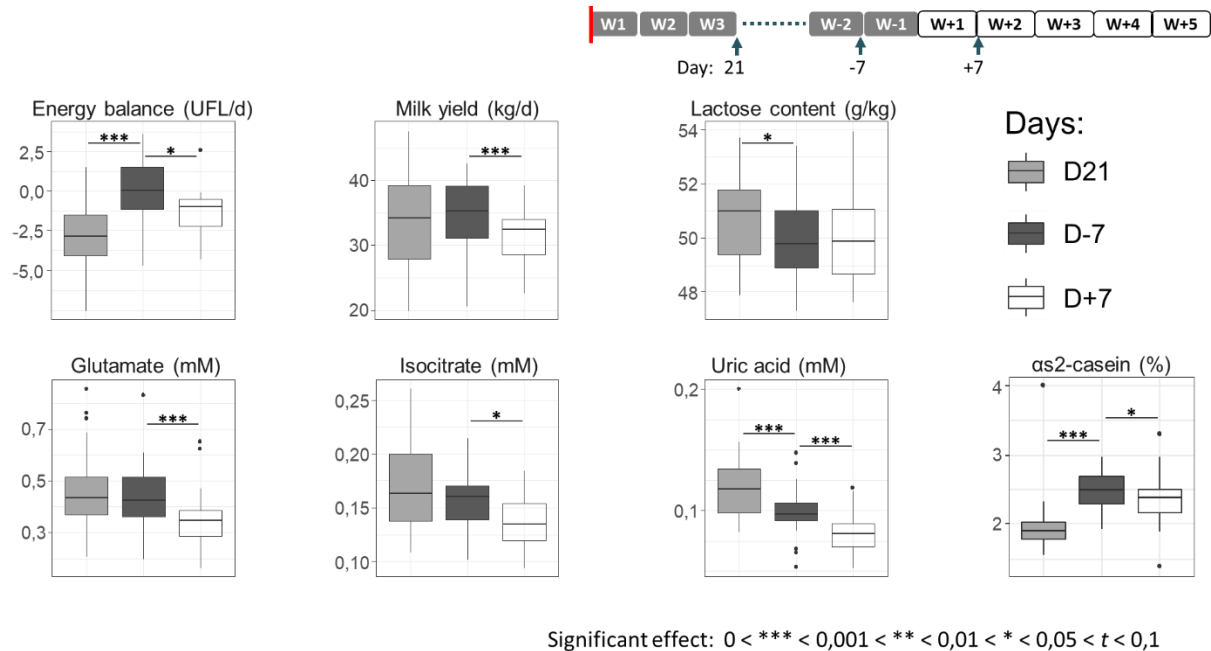 W1 W2 W3 W-2 W-1 W+1 W+2 W+3 W+4 W+5
Day: 21 -7 +7
Energy balance (UFL/d)
2,5
0,0
-2,5
-5,0
***
*
Milk yield (kg/d)
40
30
20
***
Lactose content (g/kg)
54
52
50
48
*
Days:
D21
D-7
D+7
Glutamate (mM)
0,7
0,5
0,3
***
Isocitrate (mM)
0,25
0,20
0,15
0,10
*
Uric acid (mM)
0,2
0,1
***
***
αs2-casein (%)
4
3
2
***
*
Significant effect: 0 < *** < 0,001 < ** < 0,01 < * < 0,05 < t < 0,1